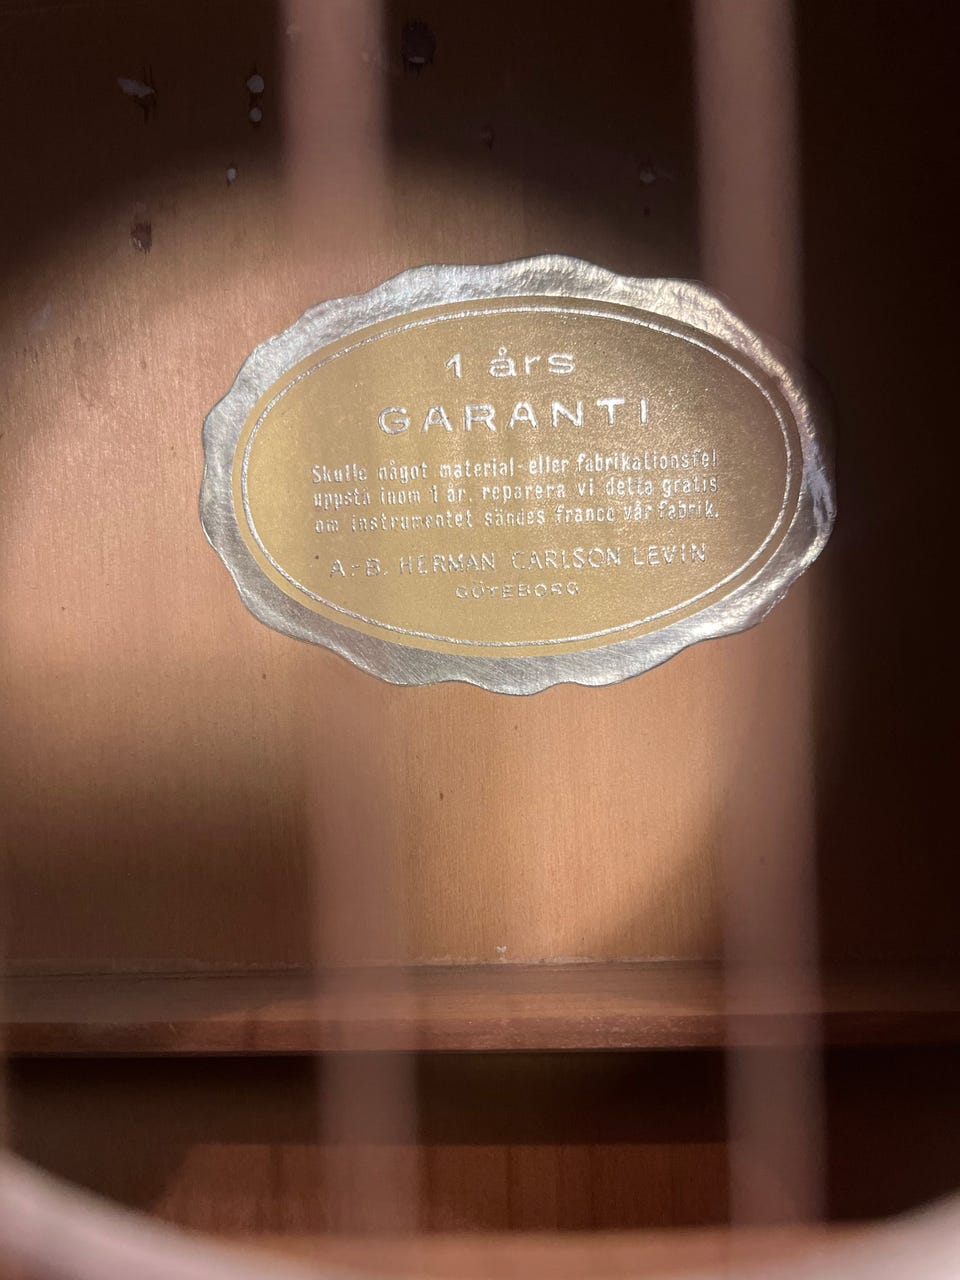 1 års
GARANTI
Skulle något material- eller fabrikationsfel
uppstå inom 1 år, reparera vi detta gratis
om instrumentet sändes franco vår fabrik.
A.-B. HERMAN CARLSON LEVIN
GÖTEBORG